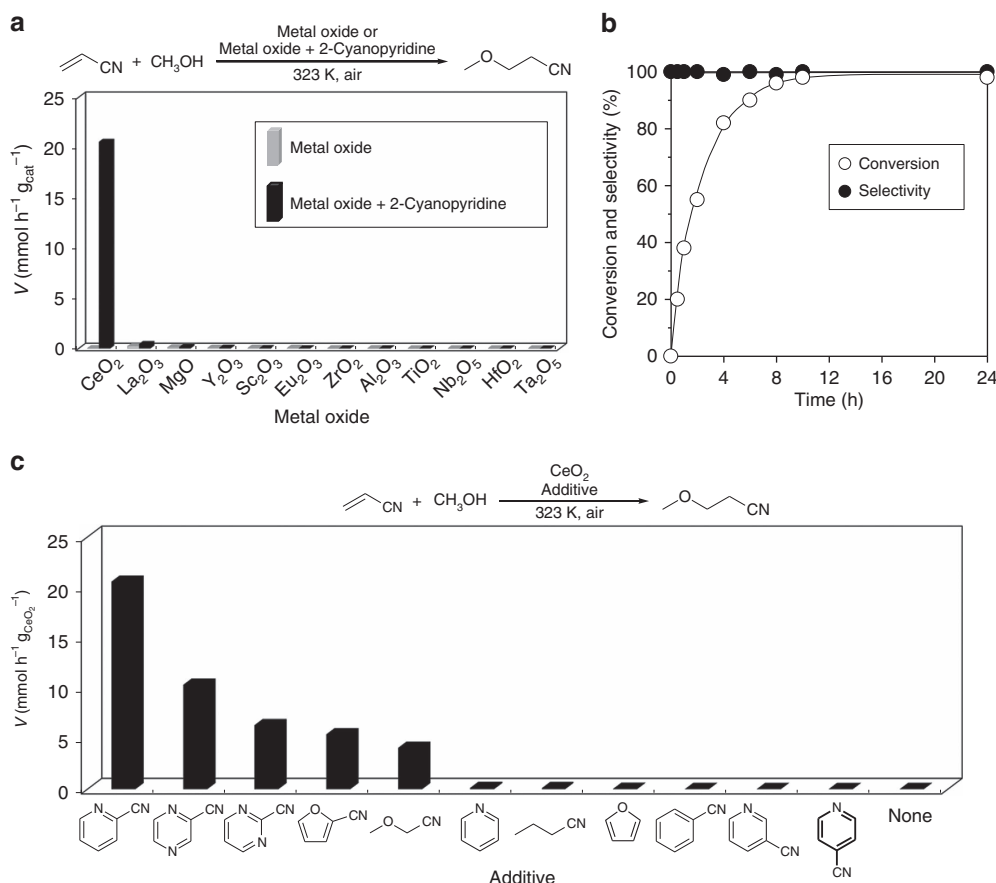 a
Metal oxide or
Metal oxide + 2-Cyanopyridine
CN + CH₃OH
323 K, air
O
CN
25
20
15
10
5
0
V (mmol h⁻¹ g_cat⁻¹)
Metal oxide
Metal oxide + 2-Cyanopyridine
CeO₂
La₂O₃
MgO
Y₂O₃
Sc₂O₃
Eu₂O₃
ZrO₂
Al₂O₃
TiO₂
Nb₂O₅
HfO₂
Ta₂O₅
Metal oxide
b
100
80
60
40
20
0
Conversion and selectivity (%)
Conversion
Selectivity
0 4 8 12 16 20 24
Time (h)
c
CeO₂
Additive
CN + CH₃OH
323 K, air
O
CN
25
20
15
10
5
0
V (mmol h⁻¹ g_CeO₂⁻¹)
N CN
N CN N
N CN N
O CN
O CN
N
CN
O
CN
N CN
N CN
None
Additive